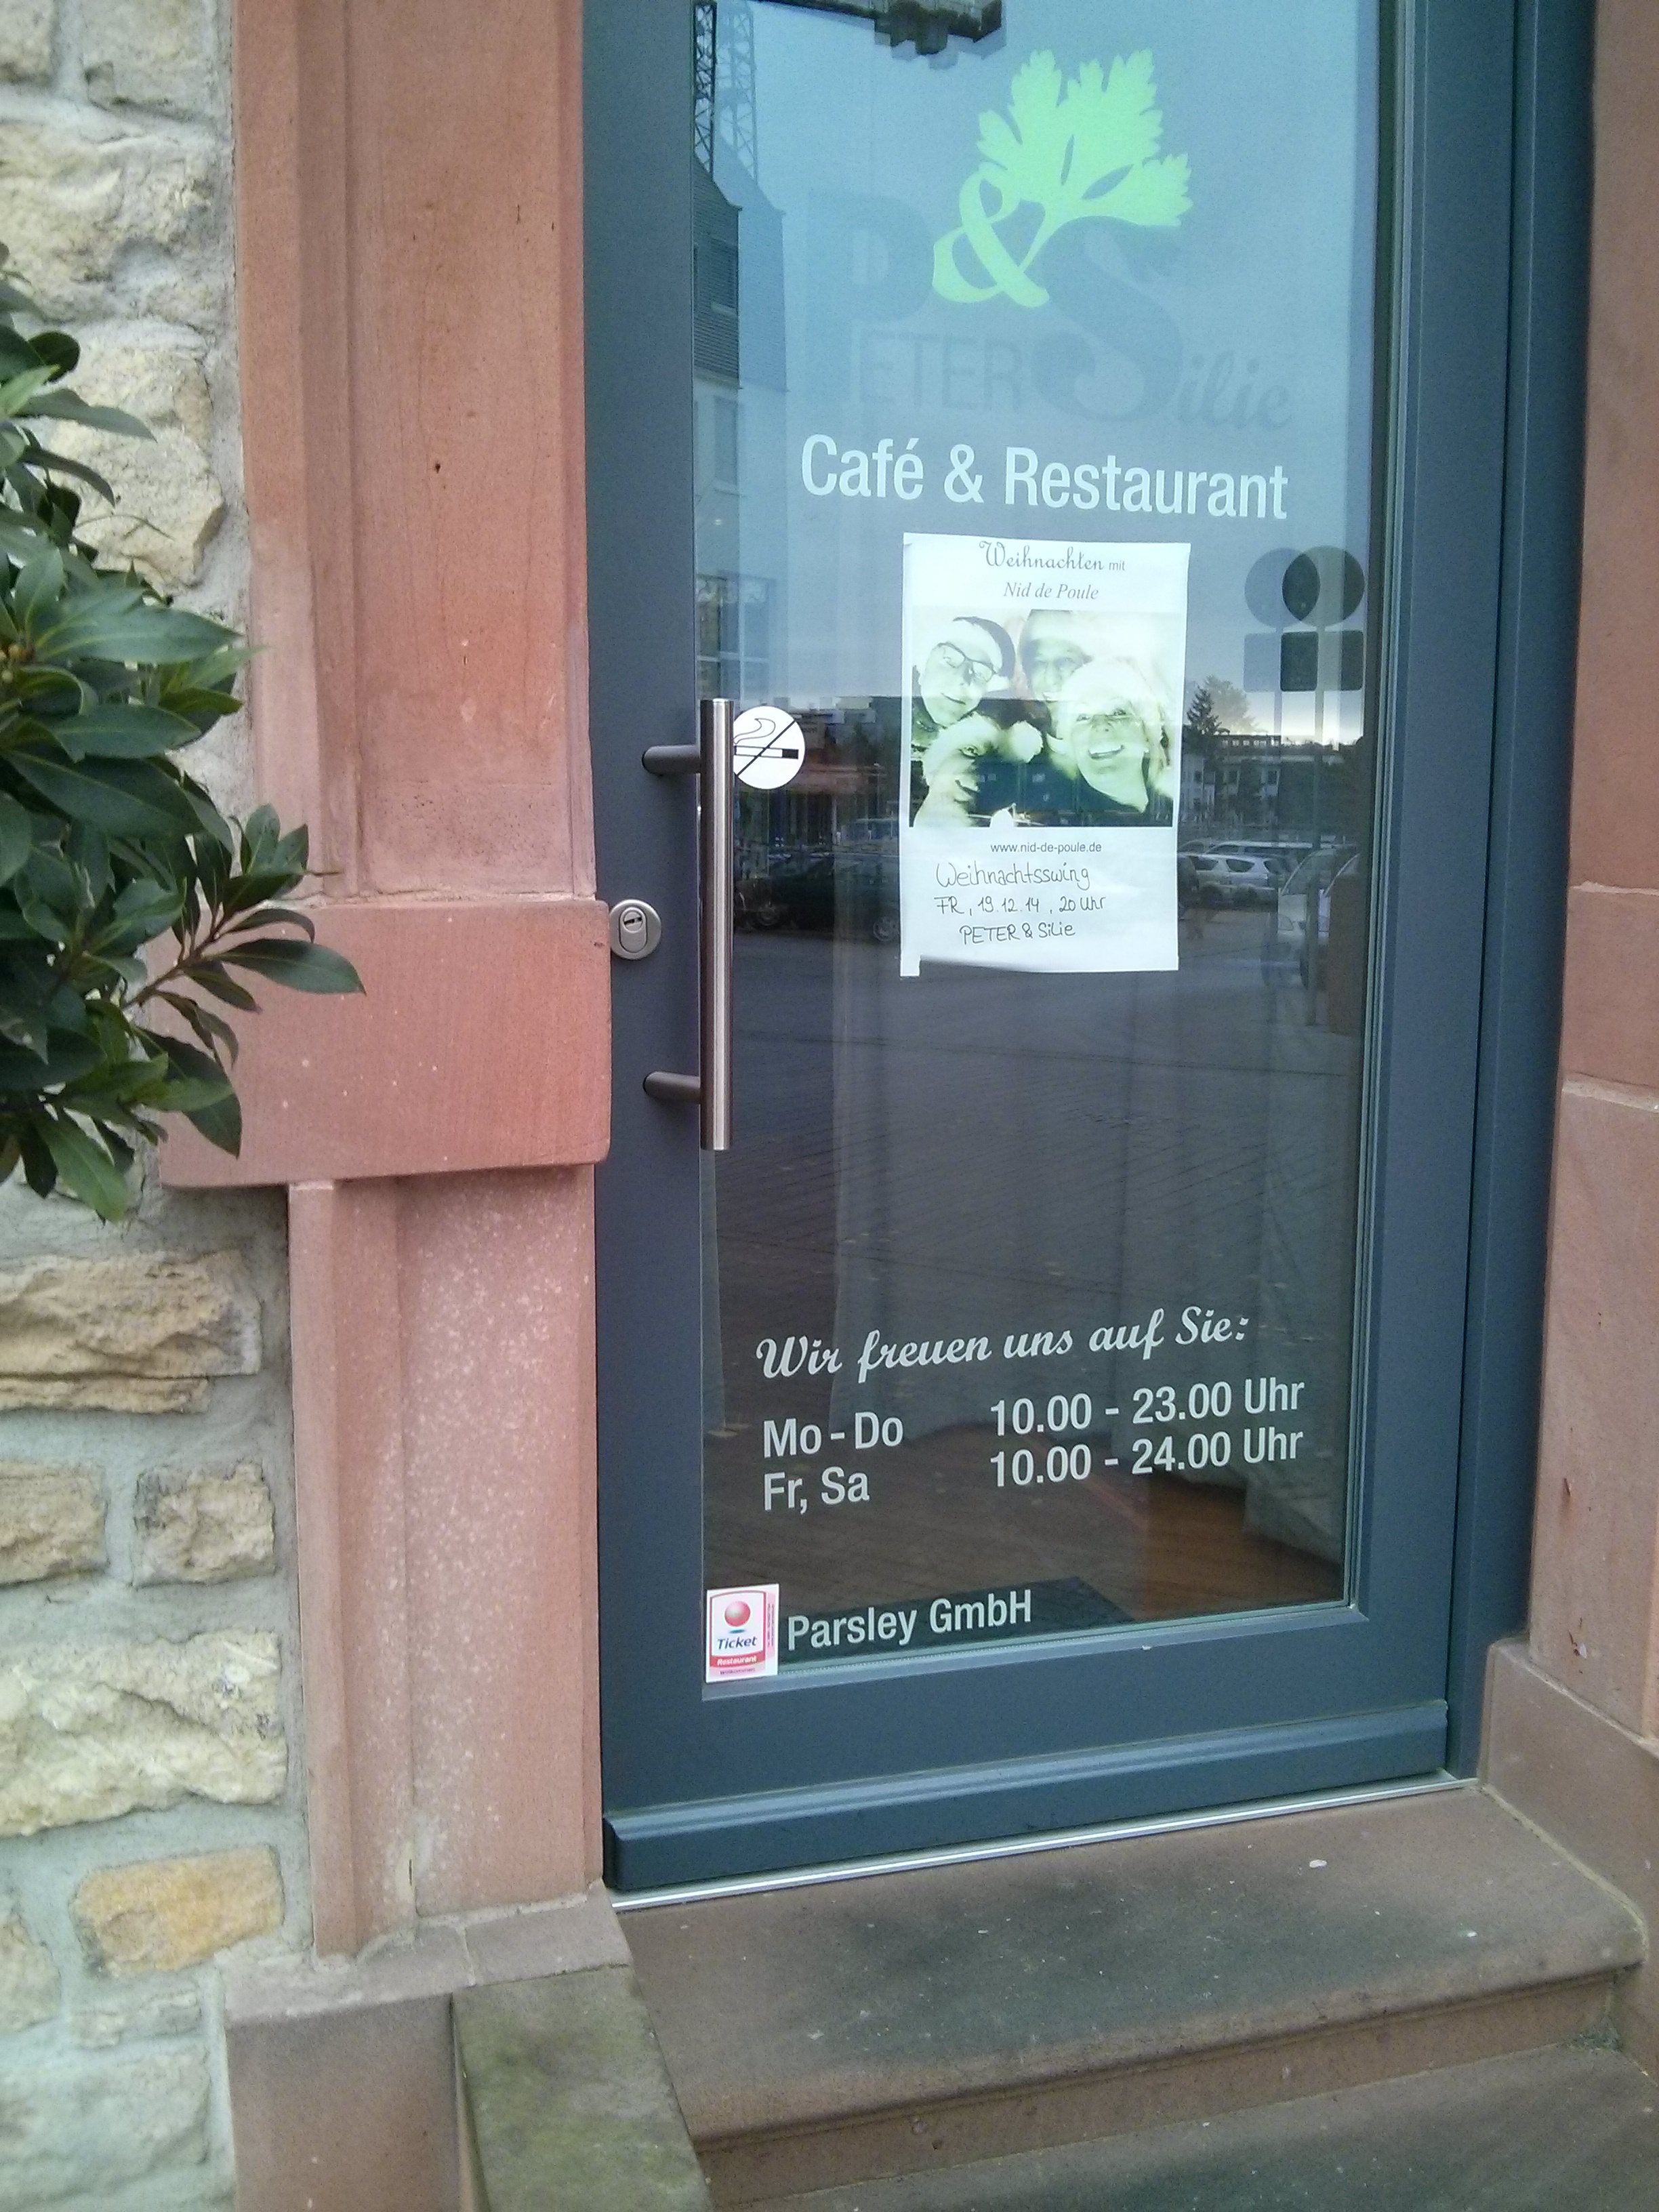 P & S
PETER Silie
Café & Restaurant
Weihnachten mit
Nid de Poule
www.nid-de-poule.de
Weihnachtsswing
FR, 19.12.14, 20 Uhr
PETER & SiLiE
Wir freuen uns auf Sie:
Mo - Do 10.00 - 23.00 Uhr
Fr, Sa 10.00 - 24.00 Uhr
Ticket
Restaurant
Parsley GmbH